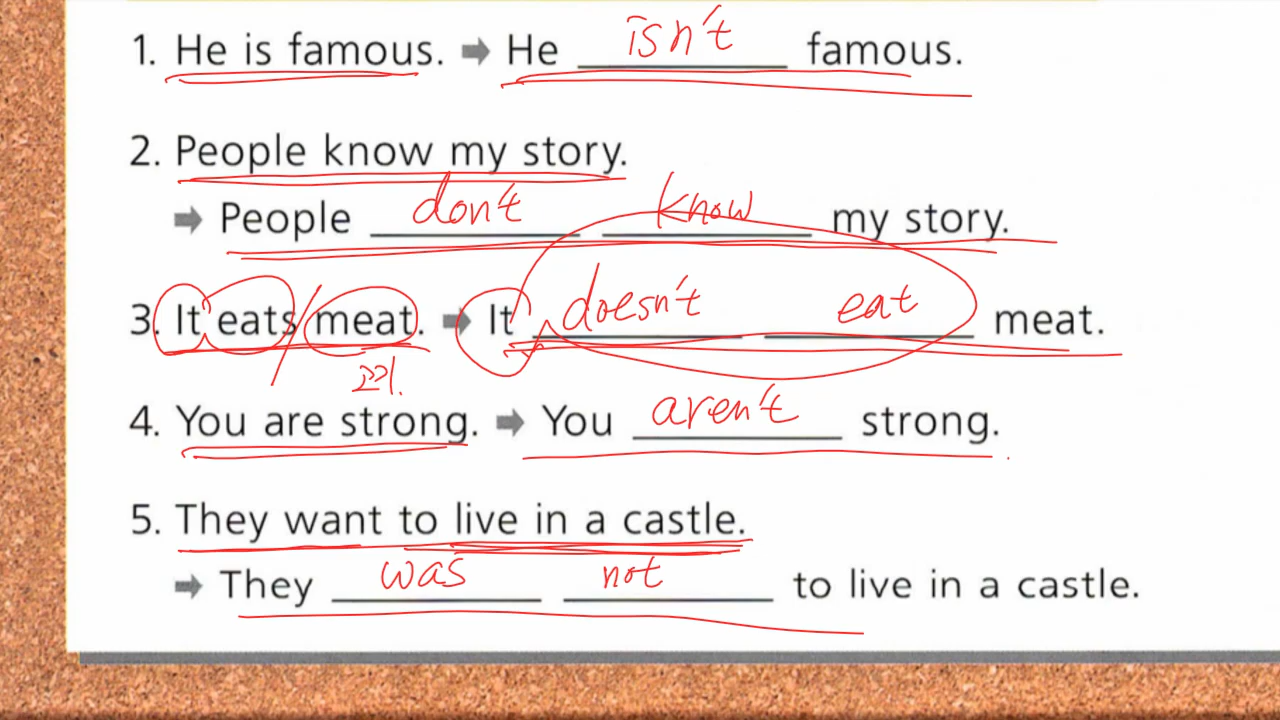 1. He is famous. ➡ He isn't famous.
2. People know my story.
➡ People don't know my story.
3. It eats / meat. ➡ It doesn't eat meat.
고기.
4. You are strong. ➡ You aren't strong.
5. They want to live in a castle.
➡ They was not to live in a castle.